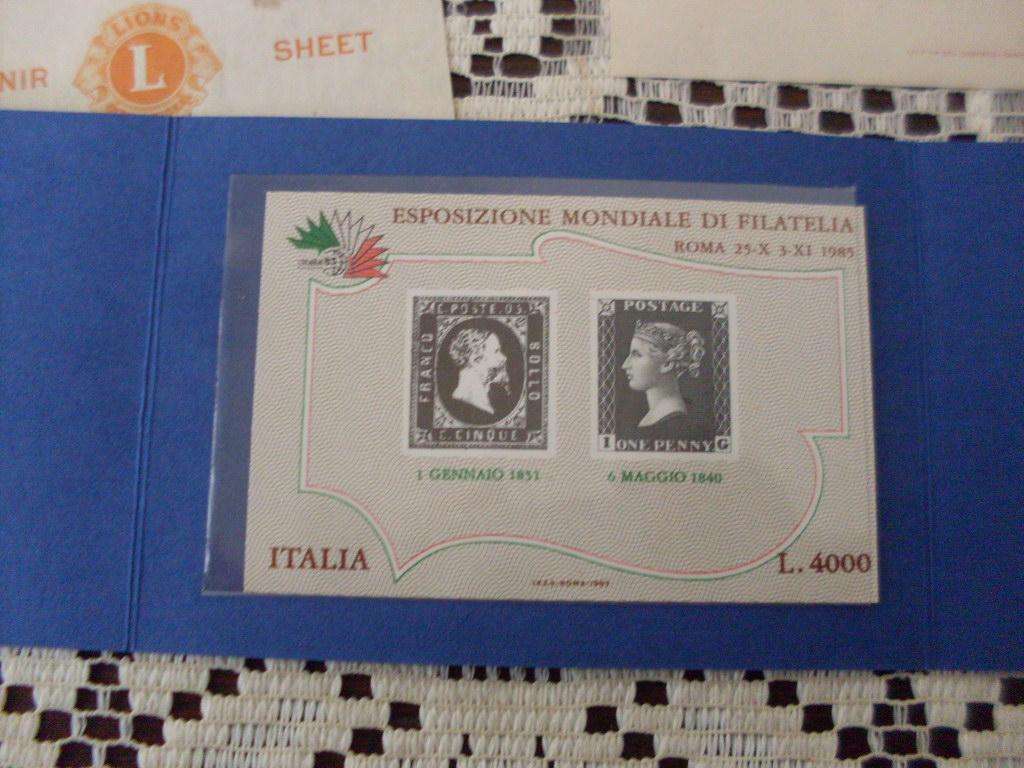 NIR
LIONS
L
SHEET
ESPOSIZIONE MONDIALE DI FILATELIA
ROMA 25-X 3-XI 1985
C. POSTE. 05.
FRANCO
BOLLO
C. CINQUE
POSTAGE
I ONE PENNY G
1 GENNAIO 1851
6 MAGGIO 1840
ITALIA
L. 4000